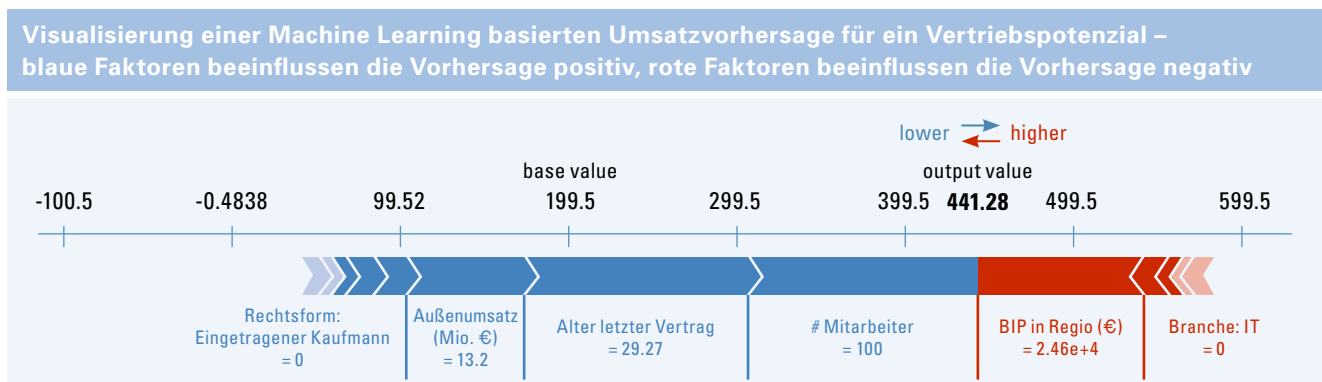 Visualisierung einer Machine Learning basierten Umsatzvorhersage für ein Vertriebspotenzial –
blaue Faktoren beeinflussen die Vorhersage positiv, rote Faktoren beeinflussen die Vorhersage negativ
lower higher
base value output value
-100.5 -0.4838 99.52 199.5 299.5 399.5 441.28 499.5 599.5
Rechtsform:
Eingetragener Kaufmann
= 0
Außenumsatz
(Mio. €)
= 13.2
Alter letzter Vertrag
= 29.27
# Mitarbeiter
= 100
BIP in Regio (€)
= 2.46e+4
Branche: IT
= 0